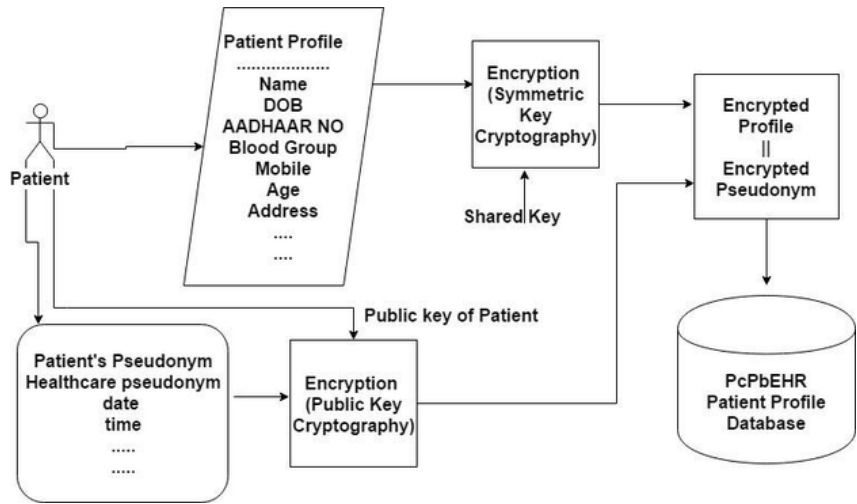 Patient
Patient Profile
...................
Name
DOB
AADHAAR NO
Blood Group
Mobile
Age
Address
....
....
Encryption
(Symmetric
Key
Cryptography)
Shared Key
Encrypted
Profile
||
Encrypted
Pseudonym
Public key of Patient
Patient's Pseudonym
Healthcare pseudonym
date
time
.....
.....
Encryption
(Public Key
Cryptography)
PcPbEHR
Patient Profile
Database